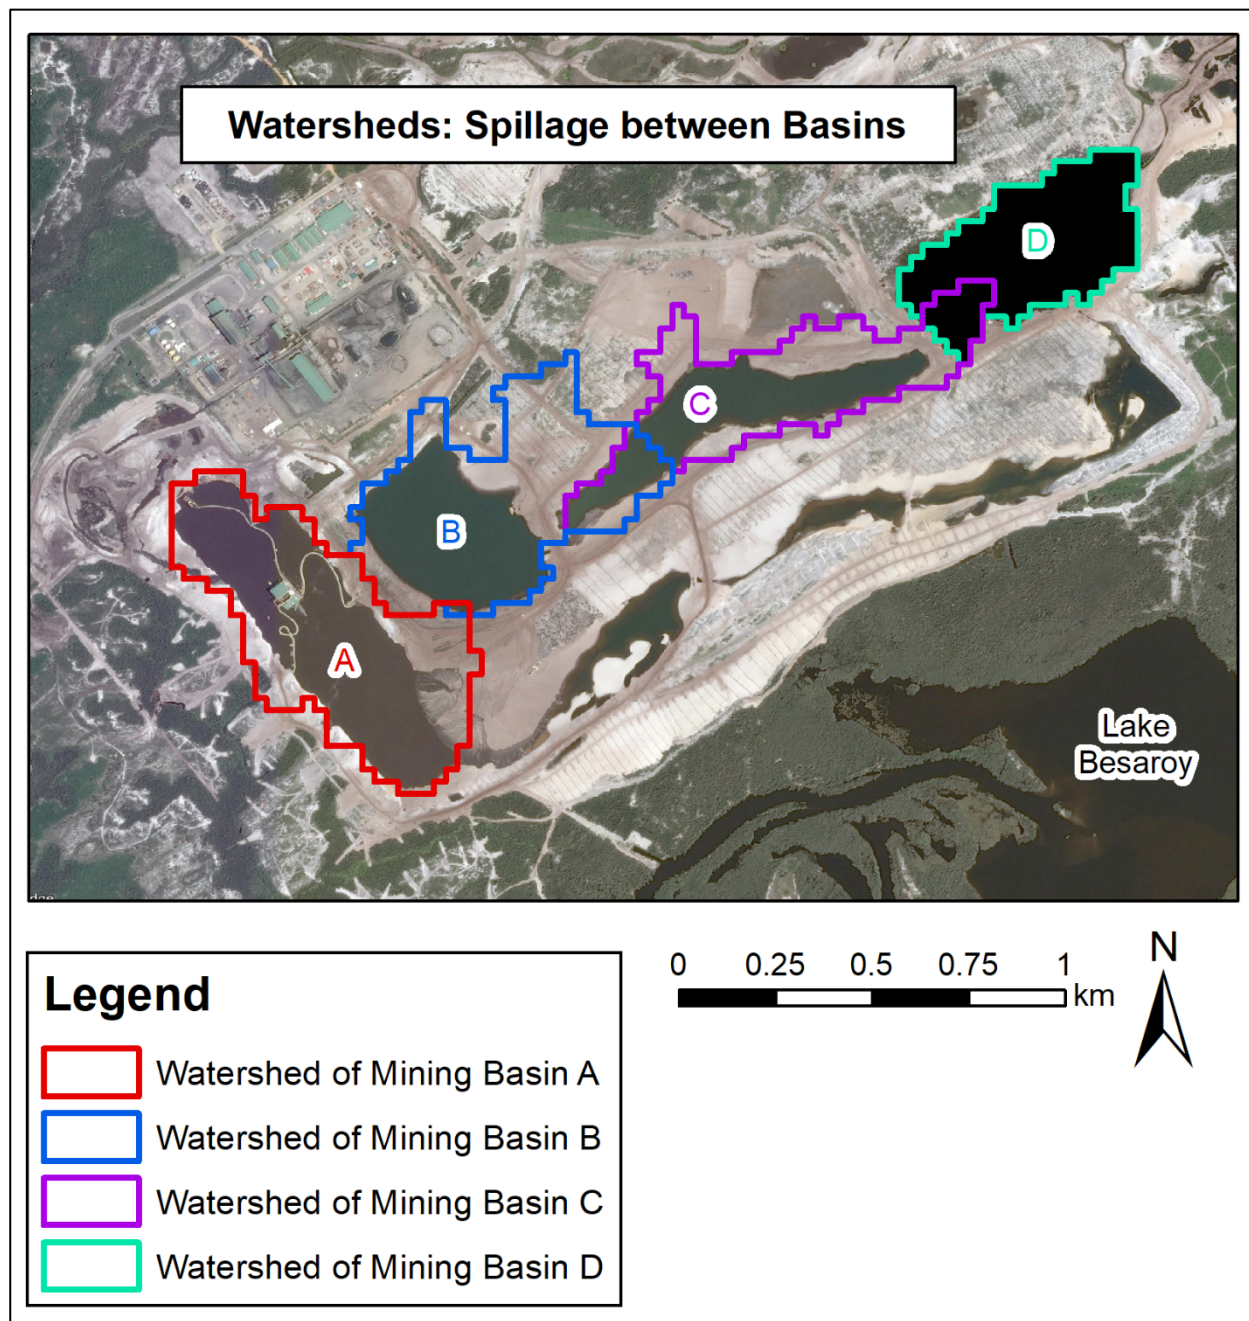 Watersheds: Spillage between Basins
D
C
B
A
Lake
Besaroy
Legend
Watershed of Mining Basin A
Watershed of Mining Basin B
Watershed of Mining Basin C
Watershed of Mining Basin D
0 0.25 0.5 0.75 1
km
N